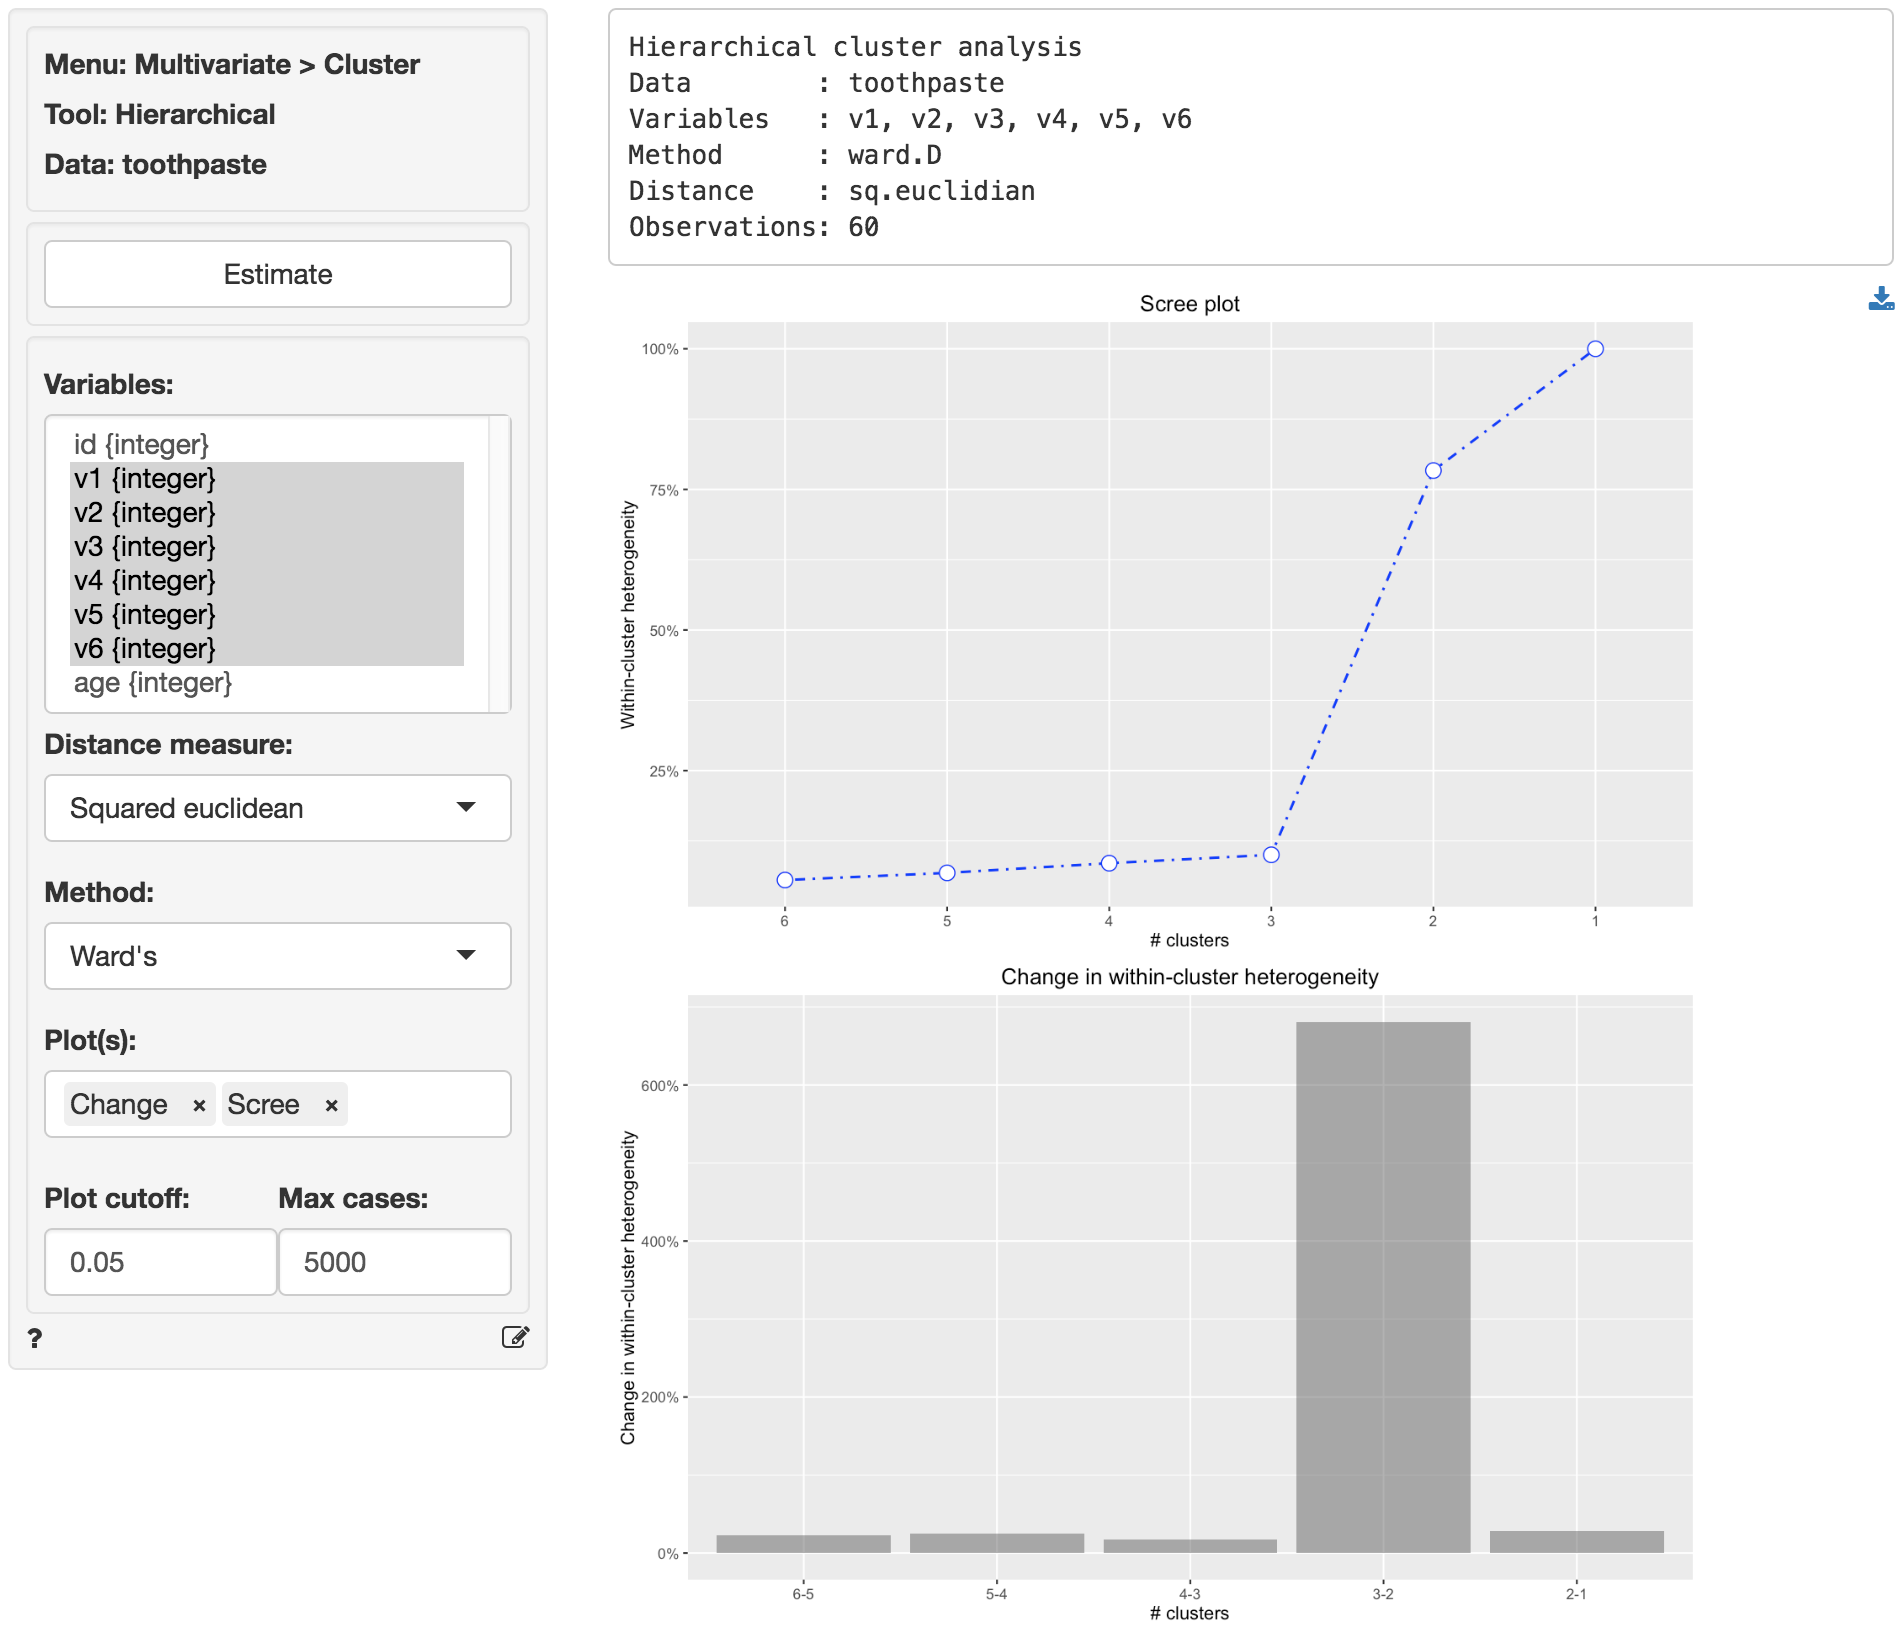 Menu: Multivariate > Cluster
Tool: Hierarchical
Data: toothpaste
Estimate
Variables:
id {integer}
v1 {integer}
v2 {integer}
v3 {integer}
v4 {integer}
v5 {integer}
v6 {integer}
age {integer}
Distance measure:
Squared euclidean
Method:
Ward's
Plot(s):
Change × Scree ×
Plot cutoff: Max cases:
0.05 5000
?
Hierarchical cluster analysis
Data : toothpaste
Variables : v1, v2, v3, v4, v5, v6
Method : ward.D
Distance : sq.euclidian
Observations: 60
Scree plot
Within-cluster heterogeneity
100%
75%
50%
25%
6 5 4 3 2 1
# clusters
Change in within-cluster heterogeneity
Change in within-cluster heterogeneity
600%
400%
200%
0%
6-5 5-4 4-3 3-2 2-1
# clusters